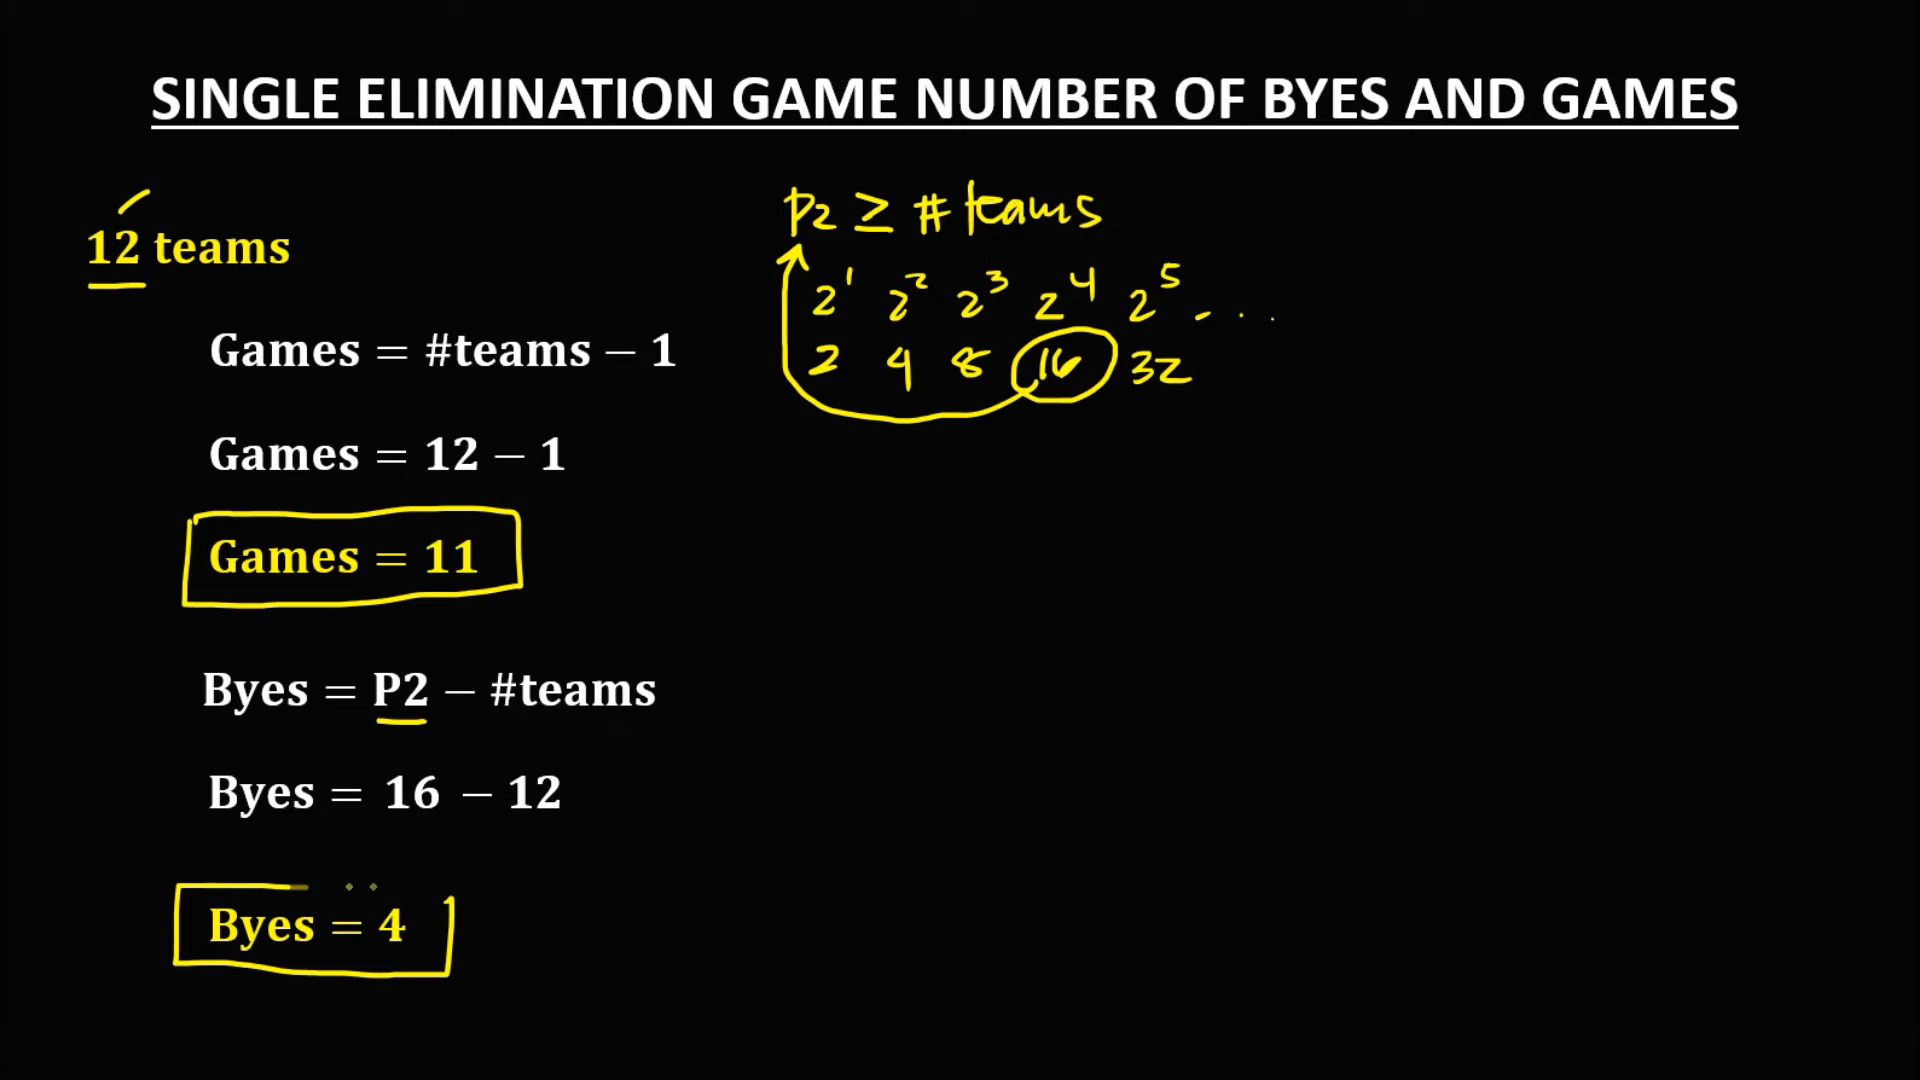 SINGLE ELIMINATION GAME NUMBER OF BYES AND GAMES
12 teams
Games = #teams − 1
Games = 12 − 1
Games = 11
Byes = P2 − #teams
Byes = 16 − 12
Byes = 4
P2 ≥ # teams
2¹ 2² 2³ 2⁴ 2⁵ - . .
2 4 8 16 32